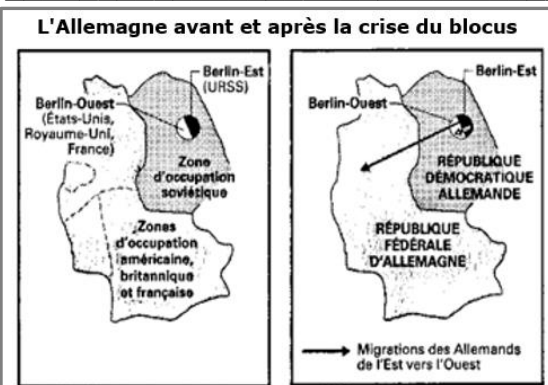 L'Allemagne avant et après la crise du blocus
Berlin-Est
(URSS)
Berlin-Ouest
(États-Unis,
Royaume-Uni,
France)
Zone
d'occupation
soviétique
Zones
d'occupation
américaine,
britannique
et française
Berlin-Est
Berlin-Ouest
RÉPUBLIQUE
DÉMOCRATIQUE
ALLEMANDE
RÉPUBLIQUE
FÉDÉRALE
D'ALLEMAGNE
Migrations des Allemands
de l'Est vers l'Ouest